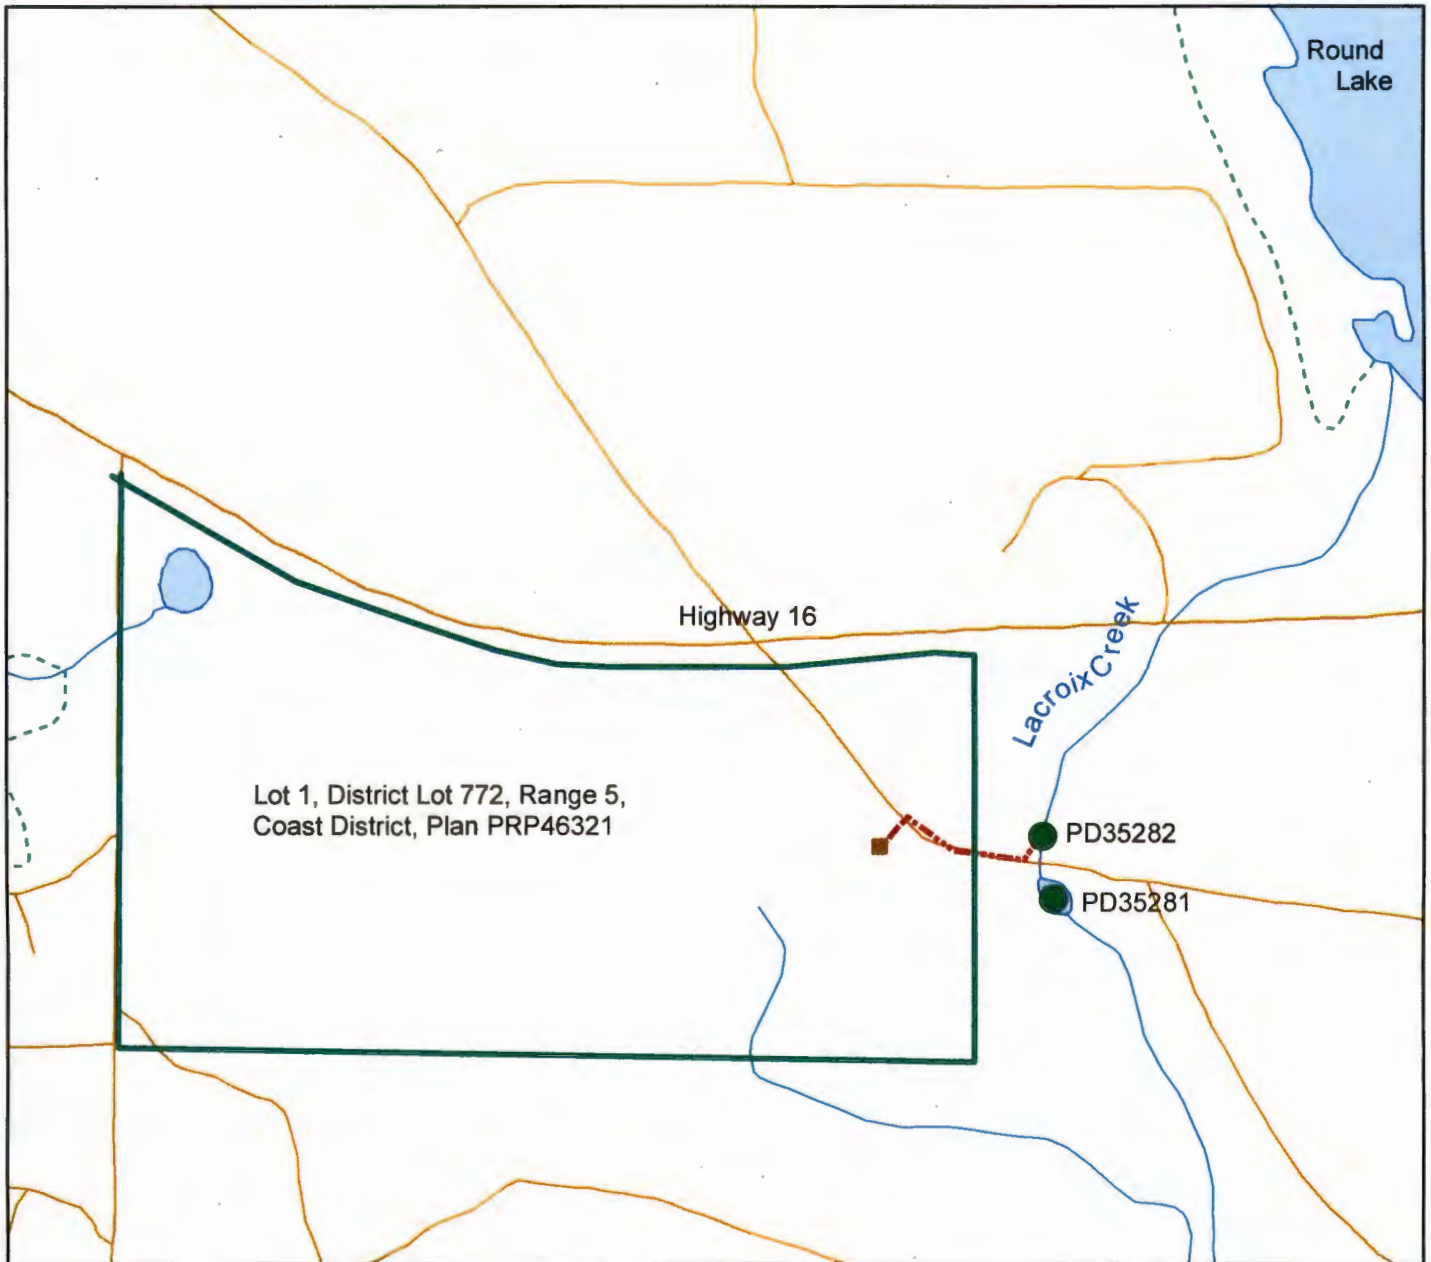 Round
Lake
Highway 16
Lacroix Creek
Lot 1, District Lot 772, Range 5,
Coast District, Plan PRP46321
PD35282
PD35281